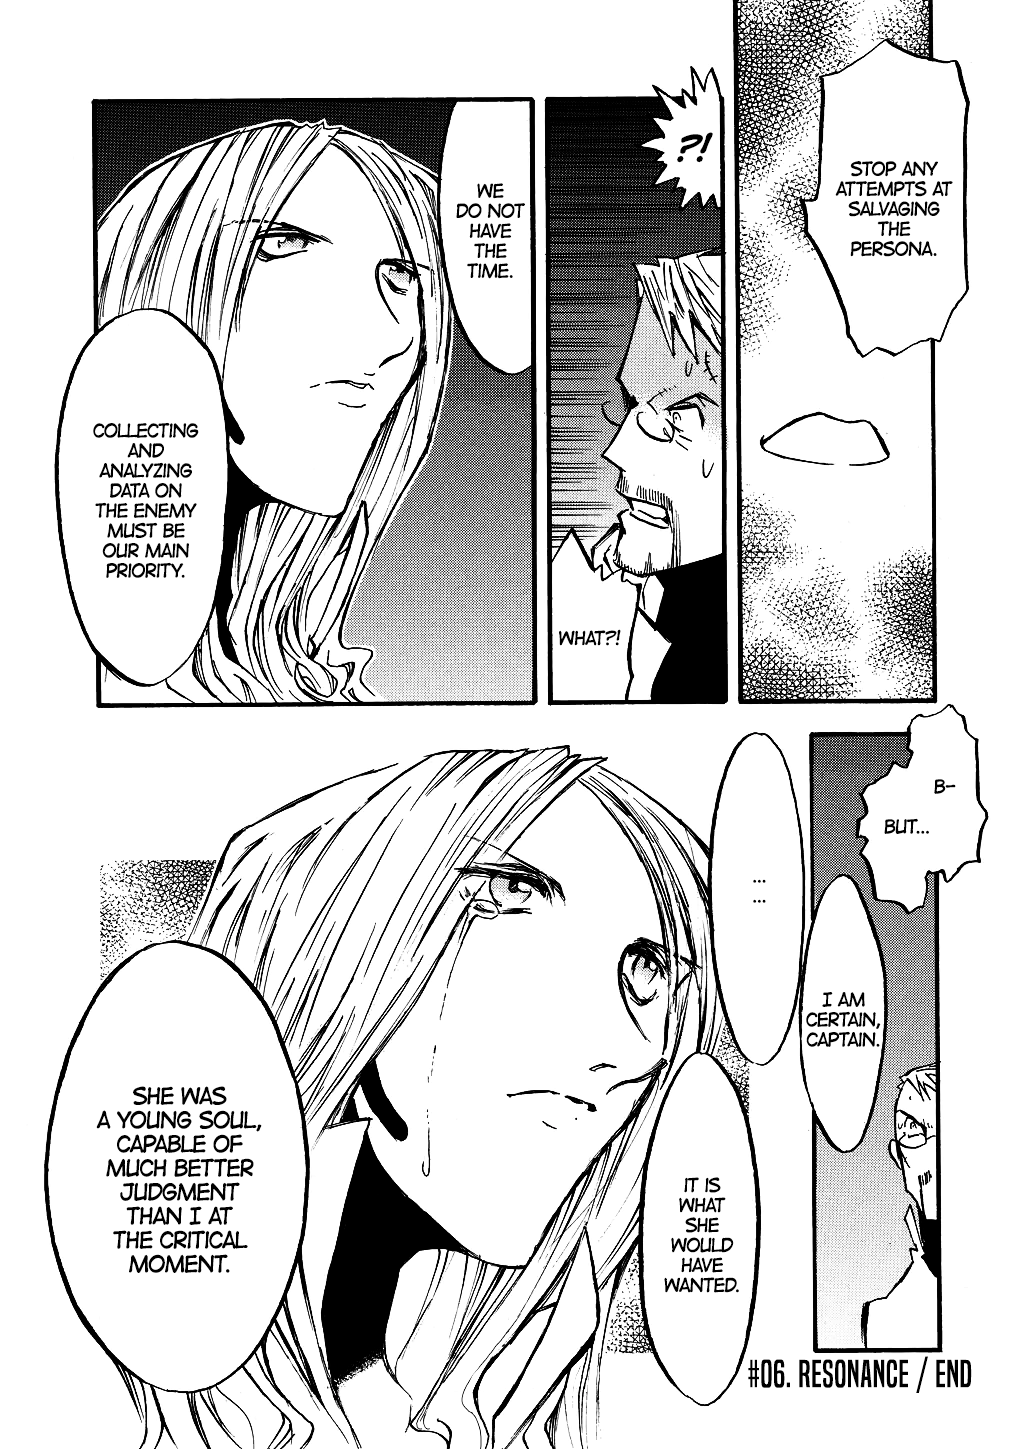 STOP ANY
ATTEMPTS AT
SALVAGING
THE
PERSONA.
?!
WHAT?!
WE
DO NOT
HAVE
THE
TIME.
COLLECTING
AND
ANALYZING
DATA ON
THE ENEMY
MUST BE
OUR MAIN
PRIORITY.
B-
BUT...
I AM
CERTAIN,
CAPTAIN.
...
...
IT IS
WHAT
SHE
WOULD
HAVE
WANTED.
SHE WAS
A YOUNG SOUL,
CAPABLE OF
MUCH BETTER
JUDGMENT
THAN I AT
THE CRITICAL
MOMENT.
#06. RESONANCE / END